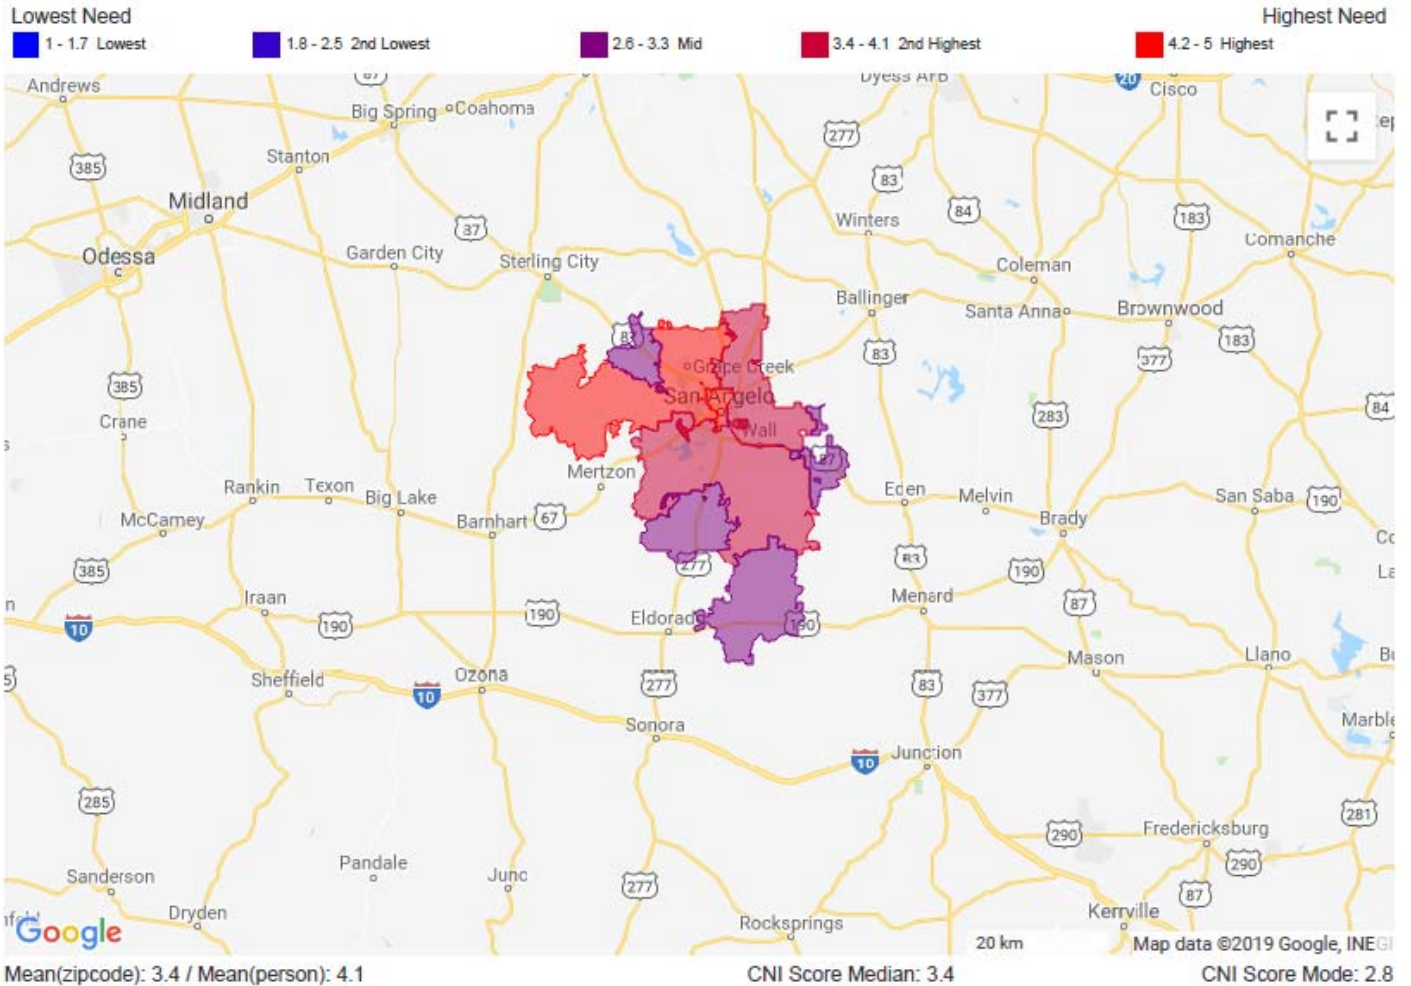 Lowest Need Highest Need
1 - 1.7 Lowest 1.8 - 2.5 2nd Lowest 2.6 - 3.3 Mid 3.4 - 4.1 2nd Highest 4.2 - 5 Highest
Andrews
87
Dyess AFB
20
Cisco
Big Spring
Coahoma
277
385
Stanton
83
Midland
84
183
Winters
87
Comanche
Odessa
Garden City
Sterling City
Coleman
Ballinger
Santa Anna
Brownwood
183
83
377
Grape Creek
385
San Angelo
84
283
Crane
Wall
87
Mertzon
Rankin
Texon
Big Lake
Eden
Melvin
San Saba
190
McCamey
Barnhart
67
Brady
385
277
83
190
Iraan
190
190
Eldorado
190
Menard
87
10
Sheffield
10
Ozona
277
83
377
Mason
Llano
Sonora
Marble
10
Junction
285
281
290
Fredericksburg
290
Pandale
Sanderson
Junc
277
87
Dryden
Kerrville
Rocksprings
Google
20 km
Map data ©2019 Google, INEGI
Mean(zipcode): 3.4 / Mean(person): 4.1 CNI Score Median: 3.4 CNI Score Mode: 2.8